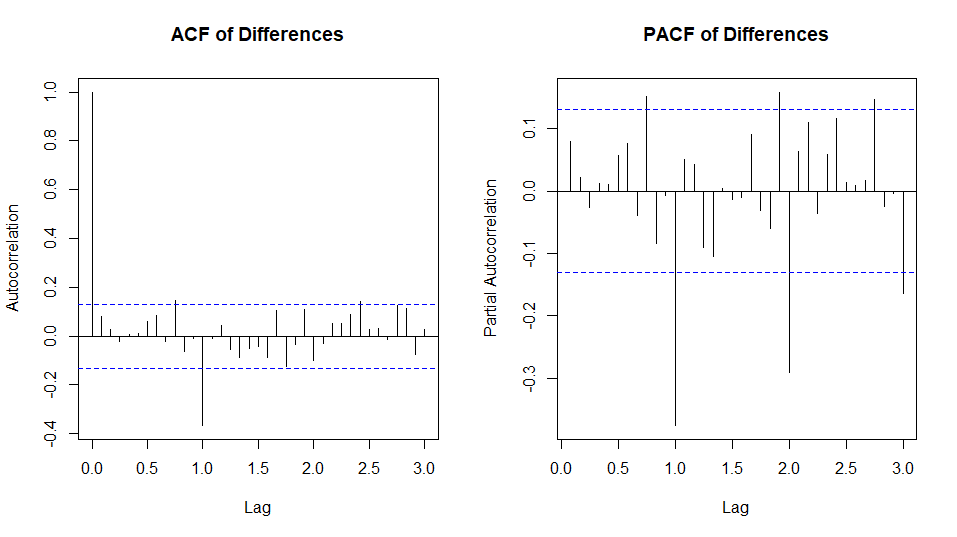 ACF of Differences
Autocorrelation
1.0
0.8
0.6
0.4
0.2
0.0
-0.2
-0.4
0.0 0.5 1.0 1.5 2.0 2.5 3.0
Lag
PACF of Differences
Partial Autocorrelation
0.1
0.0
-0.1
-0.2
-0.3
0.0 0.5 1.0 1.5 2.0 2.5 3.0
Lag